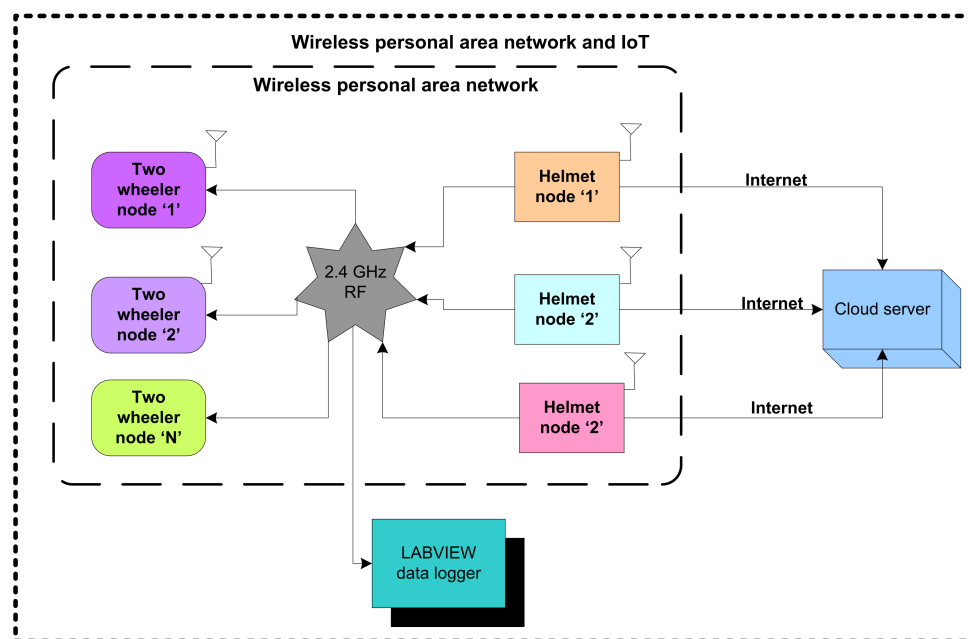 Wireless personal area network and IoT
Wireless personal area network
Two
wheeler
node ‘1’
Helmet
node ‘1’
Internet
2.4 GHz
RF
Two
wheeler
node ‘2’
Helmet
node ‘2’
Internet
Cloud server
Two
wheeler
node ‘N’
Helmet
node ‘2’
Internet
LABVIEW
data logger